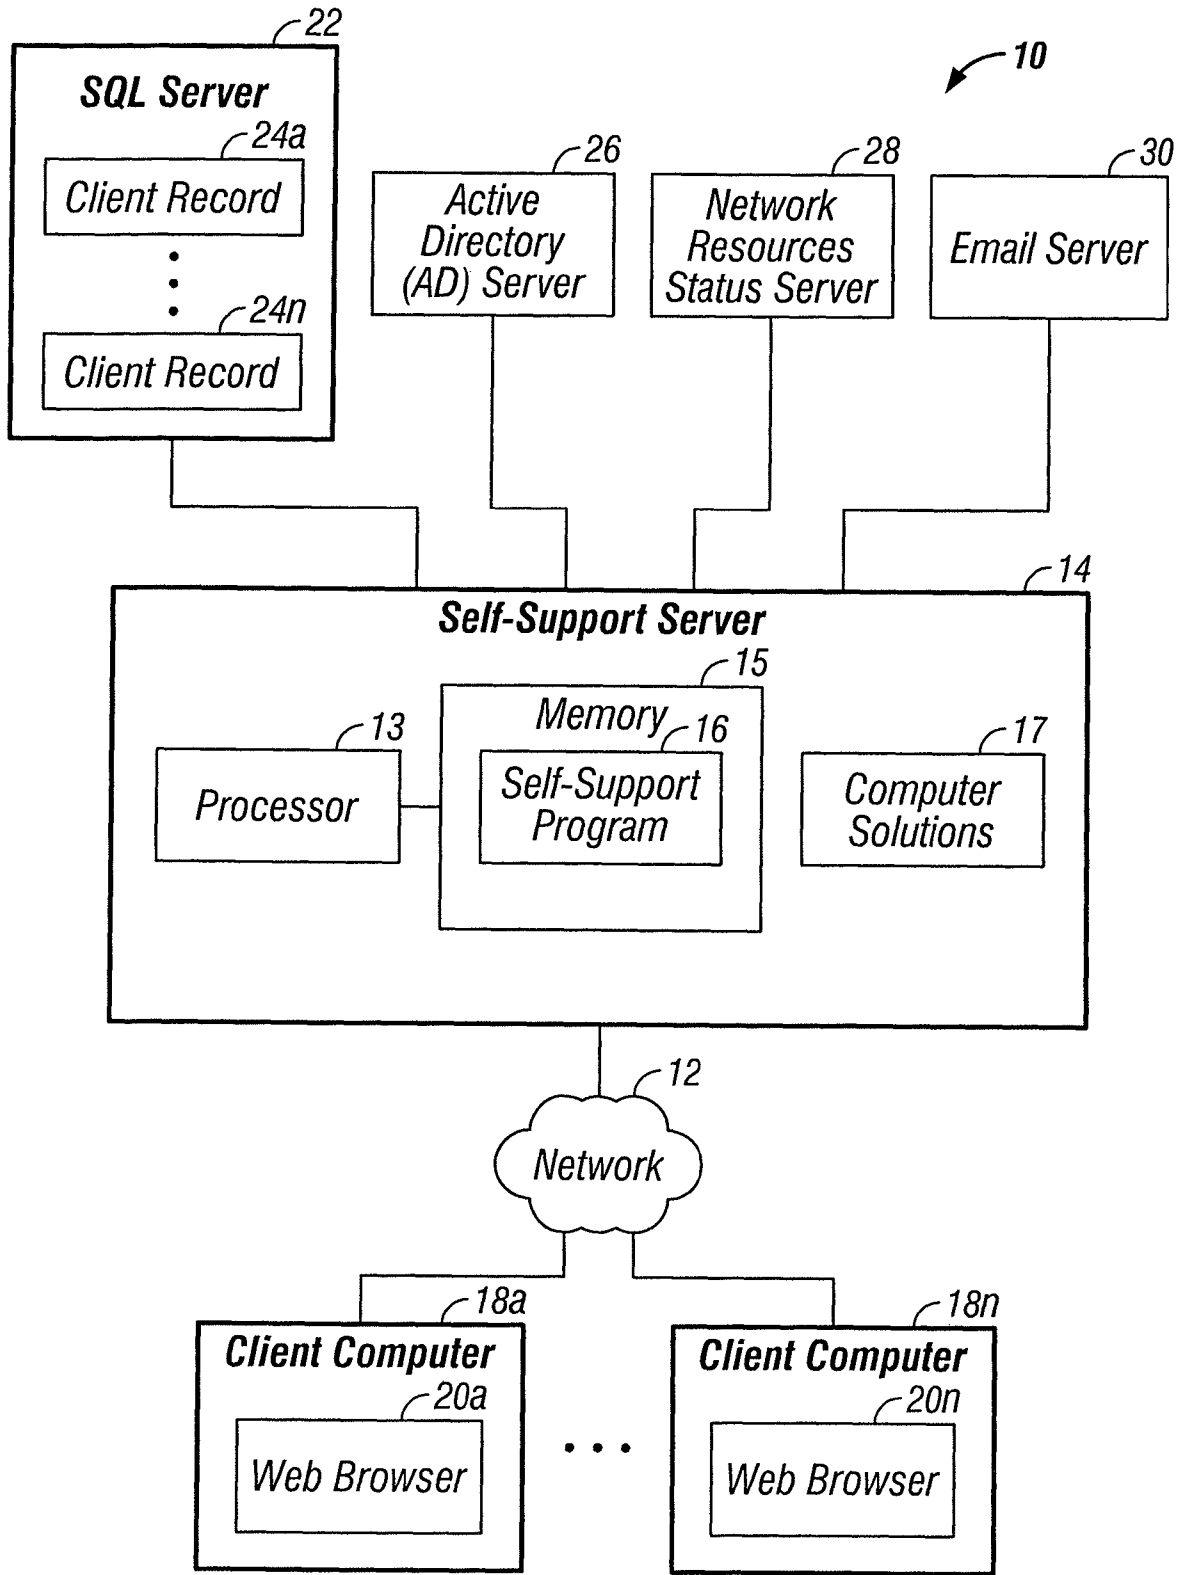 22
10
SQL Server
24a
Client Record
24n
Client Record
26
Active
Directory
(AD) Server
28
Network
Resources
Status Server
30
Email Server
14
Self-Support Server
15
Memory
13
Processor
16
Self-Support
Program
17
Computer
Solutions
12
Network
18a
Client Computer
20a
Web Browser
18n
Client Computer
20n
Web Browser